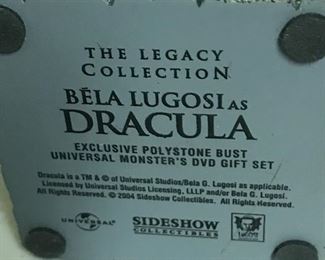 THE LEGACY
COLLECTION
BÉLA LUGOSI AS
DRACULA
EXCLUSIVE POLYSTONE BUST
UNIVERSAL MONSTER'S DVD GIFT SET
Dracula is a TM & © of Universal Studios/Bela G. Lugosi as applicable.
Licensed by Universal Studios Licensing, LLLP and/or Bela G. Lugosi.
All Rights Reserved. © 2004 Sideshow Collectibles. All Rights Reserved.
UNIVERSAL
SIDESHOW
COLLECTIBLES